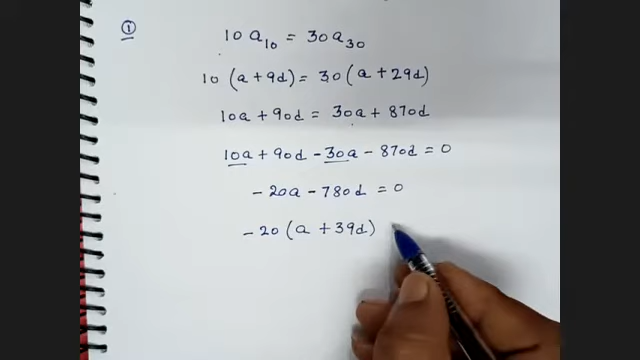 ① 10 a₁₀ = 30 a₃₀
10 (a + 9d) = 30 (a + 29d)
10a + 90d = 30a + 870d
10a + 90d - 30a - 870d = 0
- 20a - 780d = 0
- 20 (a + 39d)